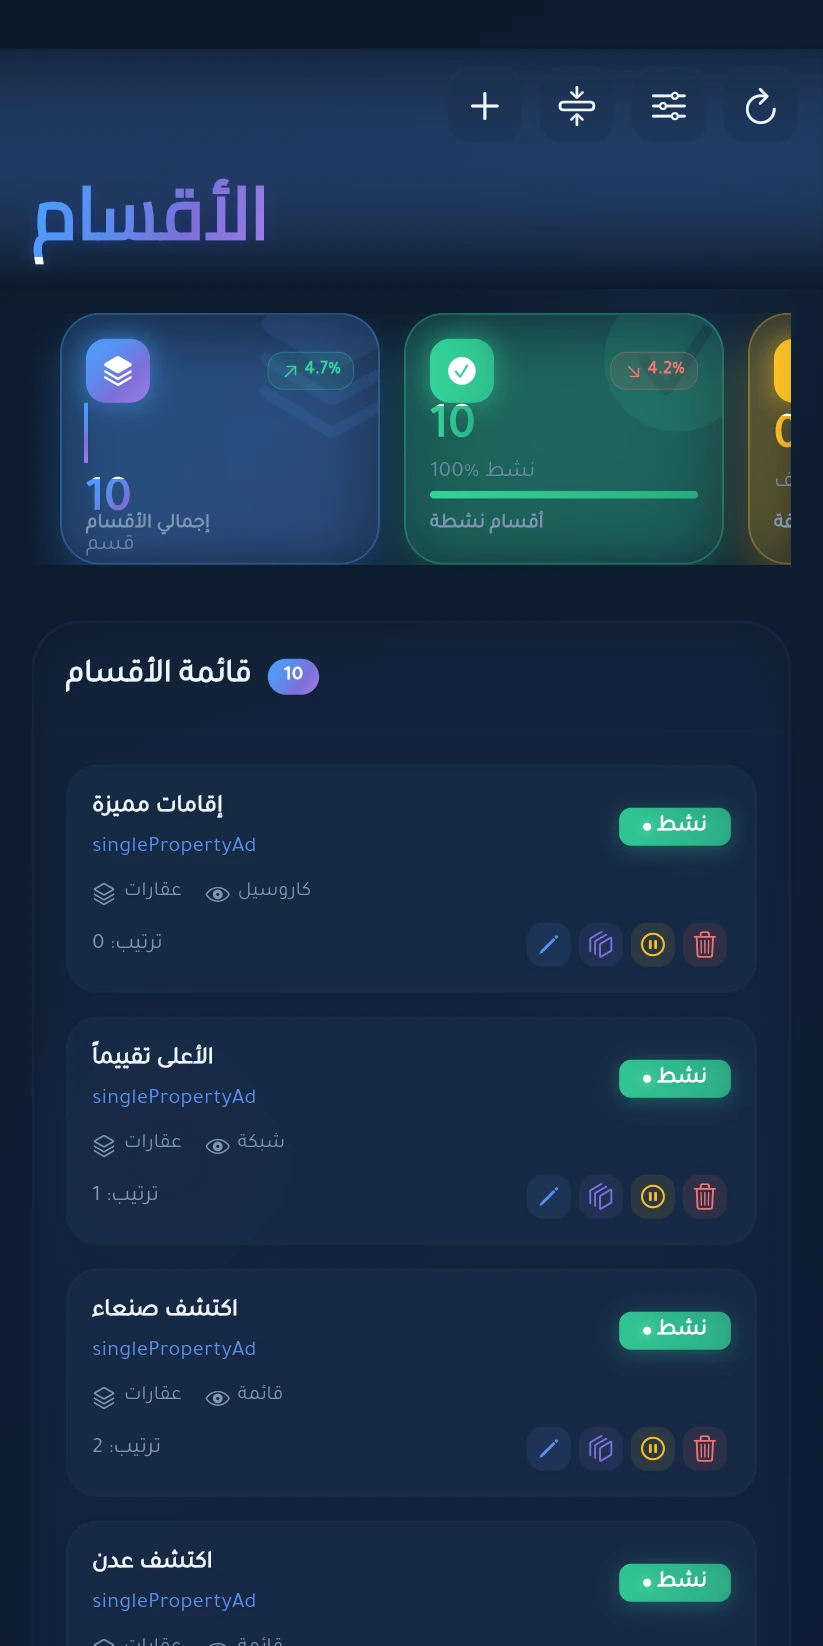 الأقسام
4.7%
10
إجمالي الأقسام
قسم
4.2%
10
نشط 100%
أقسام نشطة
قائمة الأقسام 10
إقامات مميزة
نشط
singlePropertyAd
عقارات كاروسيل
ترتيب: 0
الأعلى تقييماً
نشط
singlePropertyAd
عقارات شبكة
ترتيب: 1
اكتشف صنعاء
نشط
singlePropertyAd
عقارات قائمة
ترتيب: 2
اكتشف عدن
نشط
singlePropertyAd
عقارات قائمة